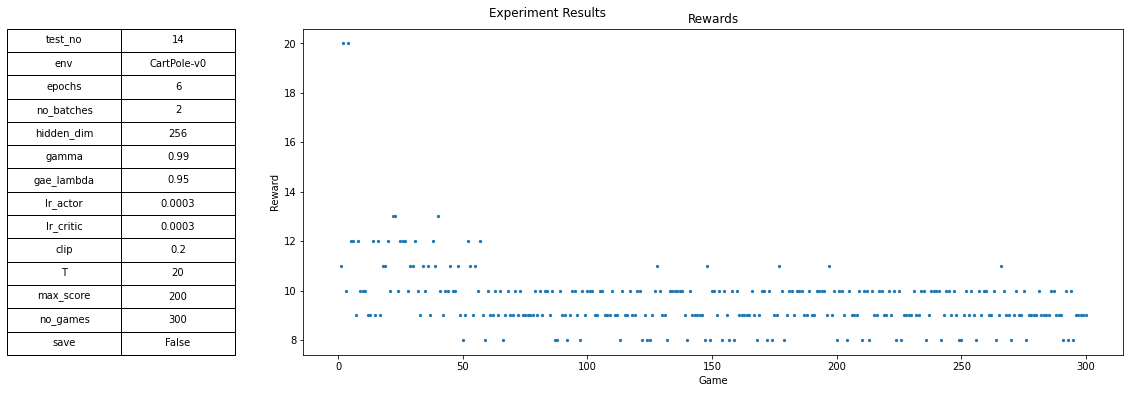 Experiment Results
test_no 14
env CartPole-v0
epochs 6
no_batches 2
hidden_dim 256
gamma 0.99
gae_lambda 0.95
lr_actor 0.0003
lr_critic 0.0003
clip 0.2
T 20
max_score 200
no_games 300
save False
Rewards
Reward
20
18
16
14
12
10
8
0 50 100 150 200 250 300
Game